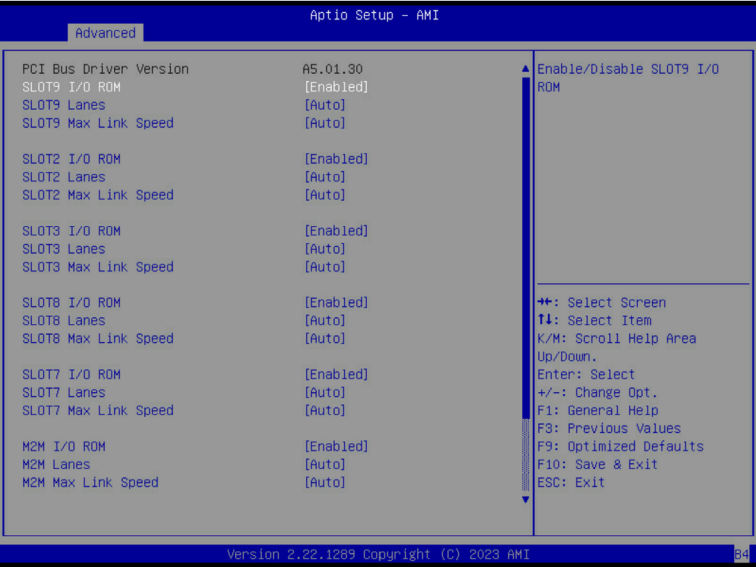 Aptio Setup – AMI
Advanced
PCI Bus Driver Version A5.01.30
SLOT9 I/O ROM [Enabled]
SLOT9 Lanes [Auto]
SLOT9 Max Link Speed [Auto]
SLOT2 I/O ROM [Enabled]
SLOT2 Lanes [Auto]
SLOT2 Max Link Speed [Auto]
SLOT3 I/O ROM [Enabled]
SLOT3 Lanes [Auto]
SLOT3 Max Link Speed [Auto]
SLOT8 I/O ROM [Enabled]
SLOT8 Lanes [Auto]
SLOT8 Max Link Speed [Auto]
SLOT7 I/O ROM [Enabled]
SLOT7 Lanes [Auto]
SLOT7 Max Link Speed [Auto]
M2M I/O ROM [Enabled]
M2M Lanes [Auto]
M2M Max Link Speed [Auto]
Enable/Disable SLOT9 I/O
ROM
→←: Select Screen
↑↓: Select Item
K/M: Scroll Help Area
Up/Down.
Enter: Select
+/-: Change Opt.
F1: General Help
F3: Previous Values
F9: Optimized Defaults
F10: Save & Exit
ESC: Exit
Version 2.22.1289 Copyright (C) 2023 AMI
B4